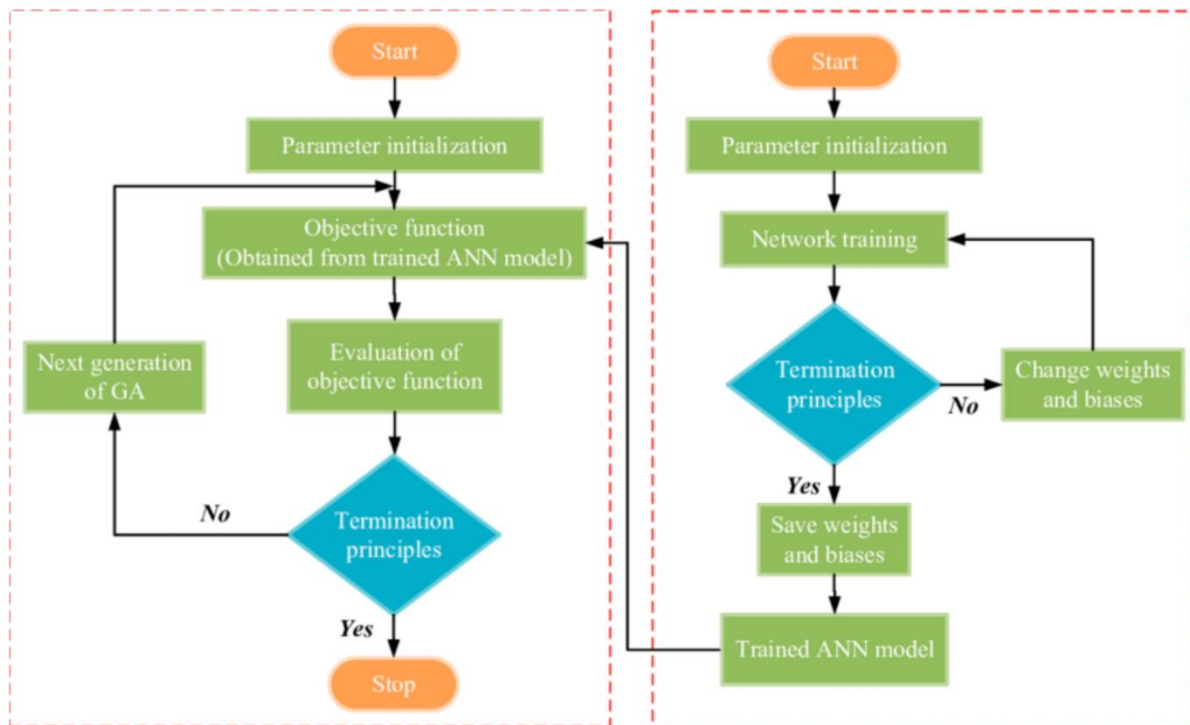 Start
Parameter initialization
Objective function
(Obtained from trained ANN model)
Evaluation of
objective function
Next generation
of GA
No
Termination
principles
Yes
Stop
Start
Parameter initialization
Network training
Termination
principles
No
Change weights
and biases
Yes
Save weights
and biases
Trained ANN model